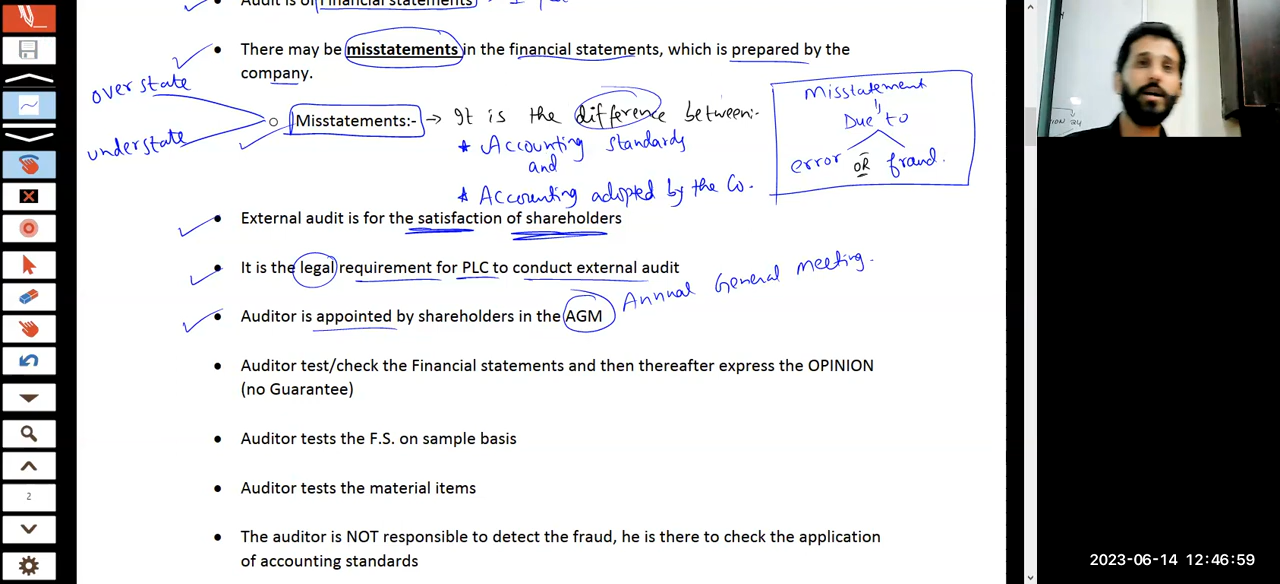 Audit is of Financial statements
There may be misstatements in the financial statements, which is prepared by the
company.
over state
understate
Misstatements:- → It is the difference between:-
* Accounting standards
and
* Accounting adopted by the Co.
Misstatement
Due to
error OR fraud.
External audit is for the satisfaction of shareholders
It is the legal requirement for PLC to conduct external audit
Auditor is appointed by shareholders in the AGM
Annual General Meeting.
Auditor test/check the Financial statements and then thereafter express the OPINION
(no Guarantee)
Auditor tests the F.S. on sample basis
Auditor tests the material items
The auditor is NOT responsible to detect the fraud, he is there to check the application
of accounting standards
2
2023-06-14 12:46:59